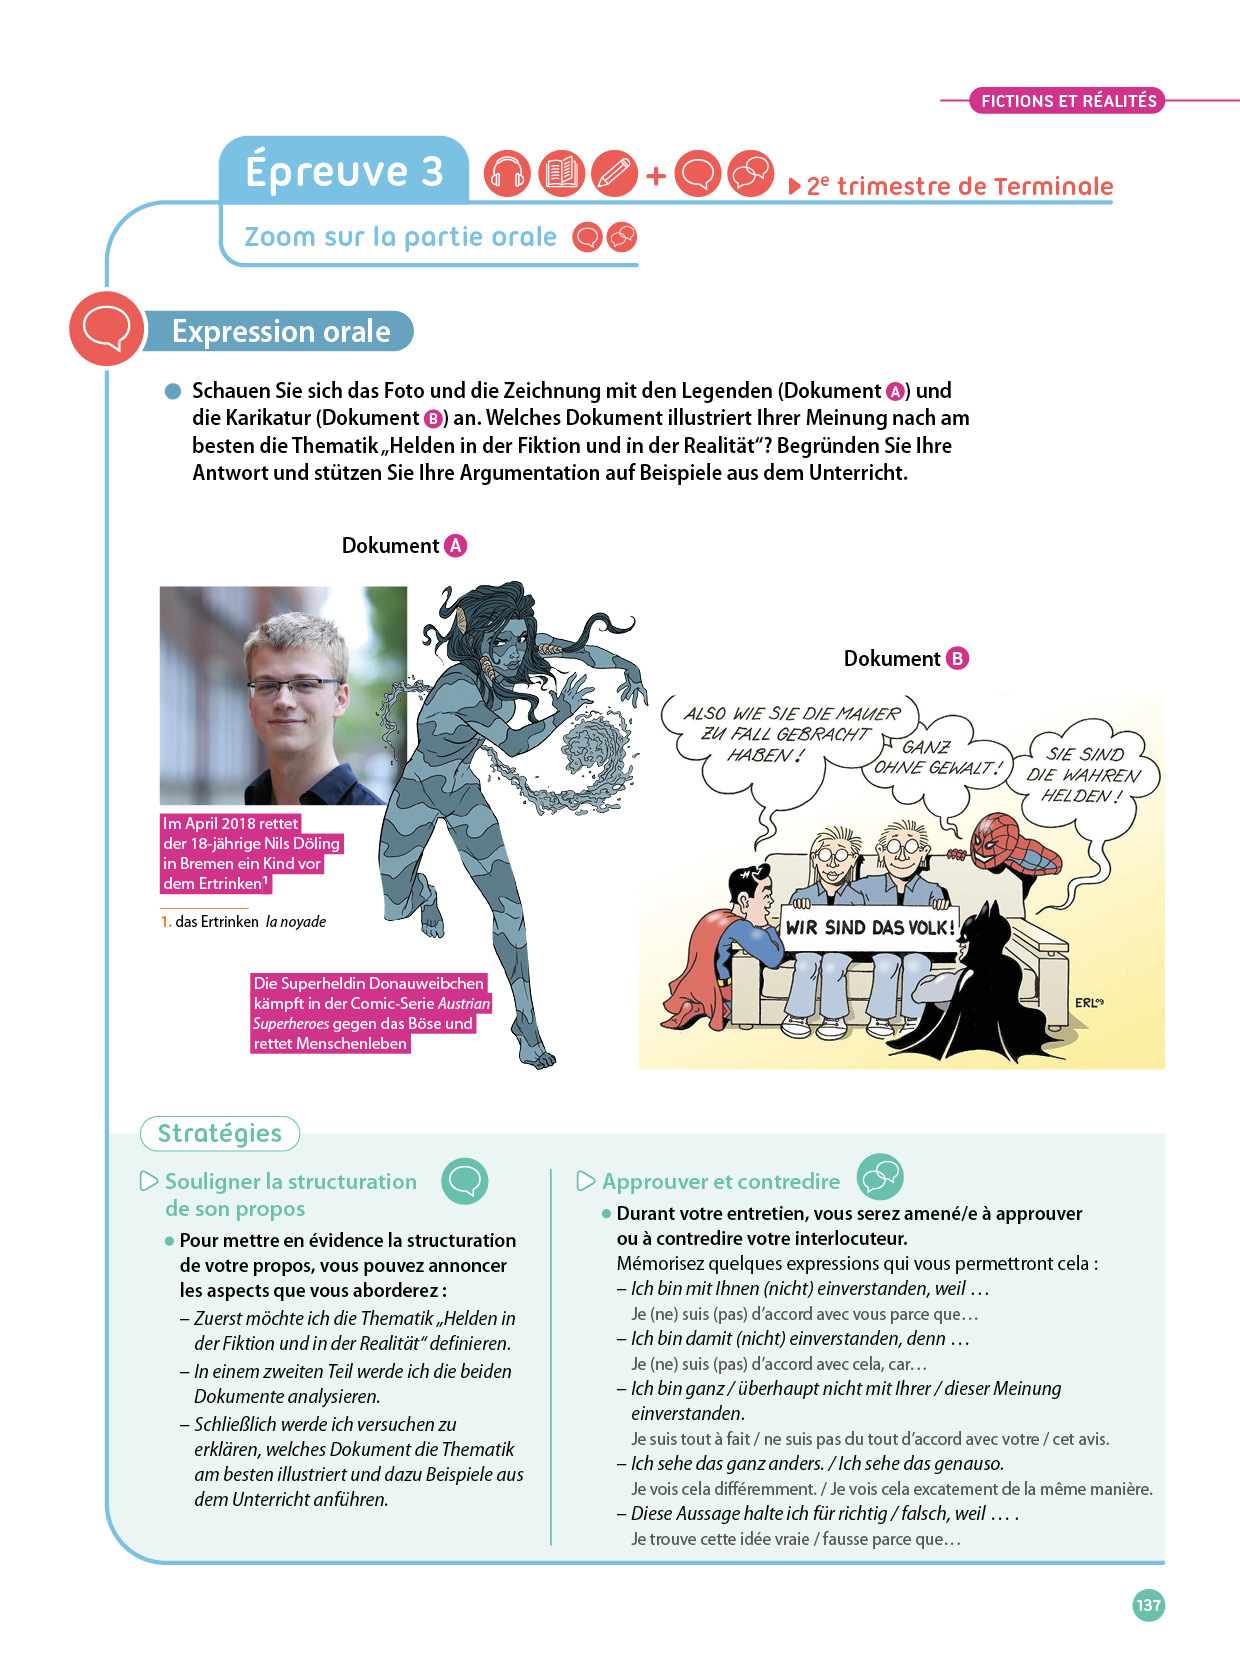 FICTIONS ET RÉALITÉS
Épreuve 3
+
2e trimestre de Terminale
Zoom sur la partie orale
Expression orale
Schauen Sie sich das Foto und die Zeichnung mit den Legenden (Dokument A) und
die Karikatur (Dokument B) an. Welches Dokument illustriert Ihrer Meinung nach am
besten die Thematik „Helden in der Fiktion und in der Realität“? Begründen Sie Ihre
Antwort und stützen Sie Ihre Argumentation auf Beispiele aus dem Unterricht.
Dokument A
Im April 2018 rettet
der 18-jährige Nils Döling
in Bremen ein Kind vor
dem Ertrinken1
1. das Ertrinken la noyade
Die Superheldin Donauweibchen
kämpft in der Comic-Serie Austrian
Superheroes gegen das Böse und
rettet Menschenleben
Dokument B
ALSO WIE SIE DIE MAUER
ZU FALL GEBRACHT
HABEN!
GANZ
OHNE GEWALT!
SIE SIND
DIE WAHREN
HELDEN!
WIR SIND DAS VOLK!
ERL09
Stratégies
Souligner la structuration
de son propos
Pour mettre en évidence la structuration
de votre propos, vous pouvez annoncer
les aspects que vous aborderez :
– Zuerst möchte ich die Thematik „Helden in
der Fiktion und in der Realität“ definieren.
– In einem zweiten Teil werde ich die beiden
Dokumente analysieren.
– Schließlich werde ich versuchen zu
erklären, welches Dokument die Thematik
am besten illustriert und dazu Beispiele aus
dem Unterricht anführen.
Approuver et contredire
Durant votre entretien, vous serez amené/e à approuver
ou à contredire votre interlocuteur.
Mémorisez quelques expressions qui vous permettront cela :
– Ich bin mit Ihnen (nicht) einverstanden, weil …
Je (ne) suis (pas) d’accord avec vous parce que…
– Ich bin damit (nicht) einverstanden, denn …
Je (ne) suis (pas) d’accord avec cela, car…
– Ich bin ganz / überhaupt nicht mit Ihrer / dieser Meinung
einverstanden.
Je suis tout à fait / ne suis pas du tout d’accord avec votre / cet avis.
– Ich sehe das ganz anders. / Ich sehe das genauso.
Je vois cela différemment. / Je vois cela excatement de la même manière.
– Diese Aussage halte ich für richtig / falsch, weil … .
Je trouve cette idée vraie / fausse parce que…
137